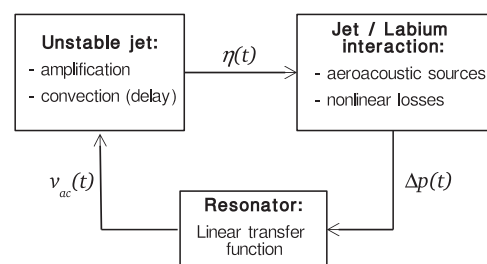 Unstable jet:
- amplification
- convection (delay)
η(t)
Jet / Labium
interaction:
- aeroacoustic sources
- nonlinear losses
v_ac(t)
Δp(t)
Resonator:
Linear transfer
function